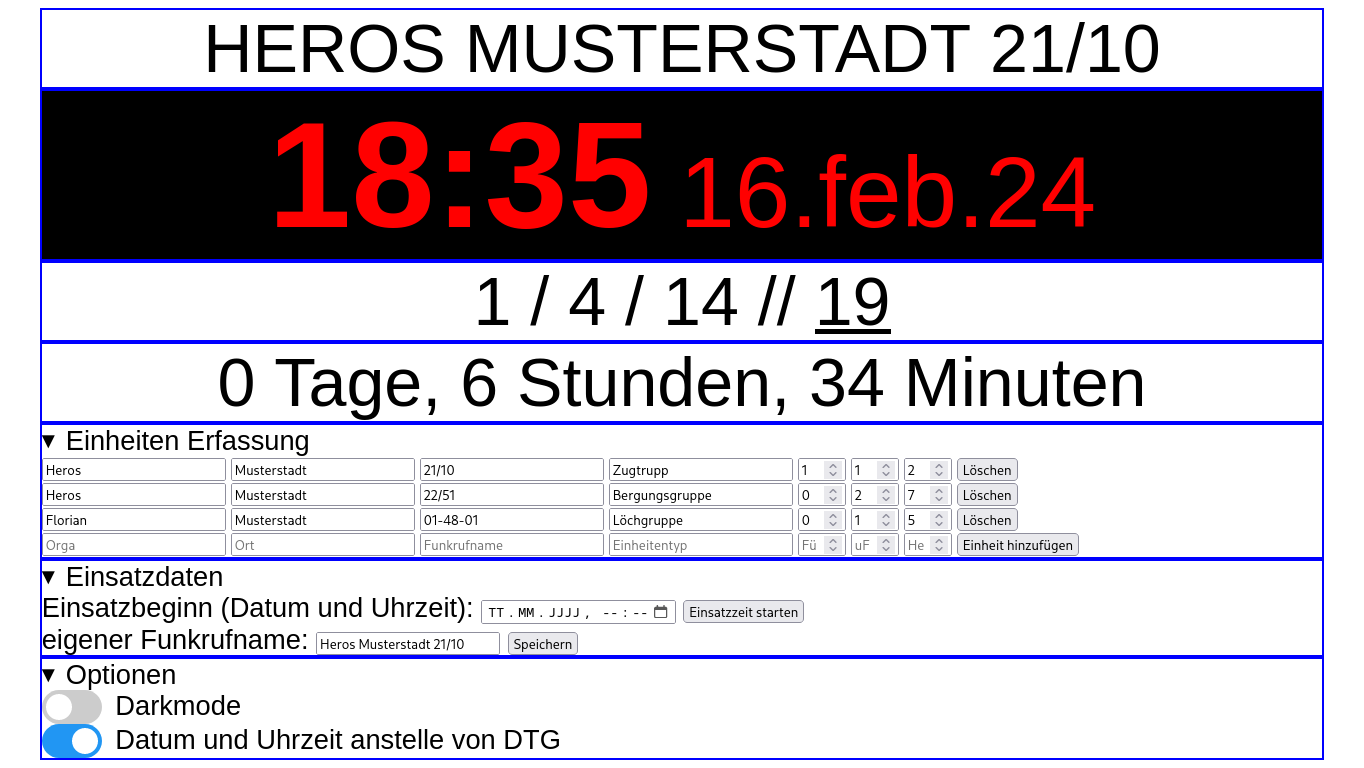 HEROS MUSTERSTADT 21/10
18:35 16.feb.24
1 / 4 / 14 // 19
0 Tage, 6 Stunden, 34 Minuten
▼ Einheiten Erfassung
Heros Musterstadt 21/10 Zugtrupp 1 1 2 Löschen
Heros Musterstadt 22/51 Bergungsgruppe 0 2 7 Löschen
Florian Musterstadt 01-48-01 Löchgruppe 0 1 5 Löschen
Orga Ort Funkrufname Einheitentyp Fü uF He Einheit hinzufügen
▼ Einsatzdaten
Einsatzbeginn (Datum und Uhrzeit): TT.MM.JJJJ, --:-- Einsatzzeit starten
eigener Funkrufname: Heros Musterstadt 21/10 Speichern
▼ Optionen
Darkmode
Datum und Uhrzeit anstelle von DTG